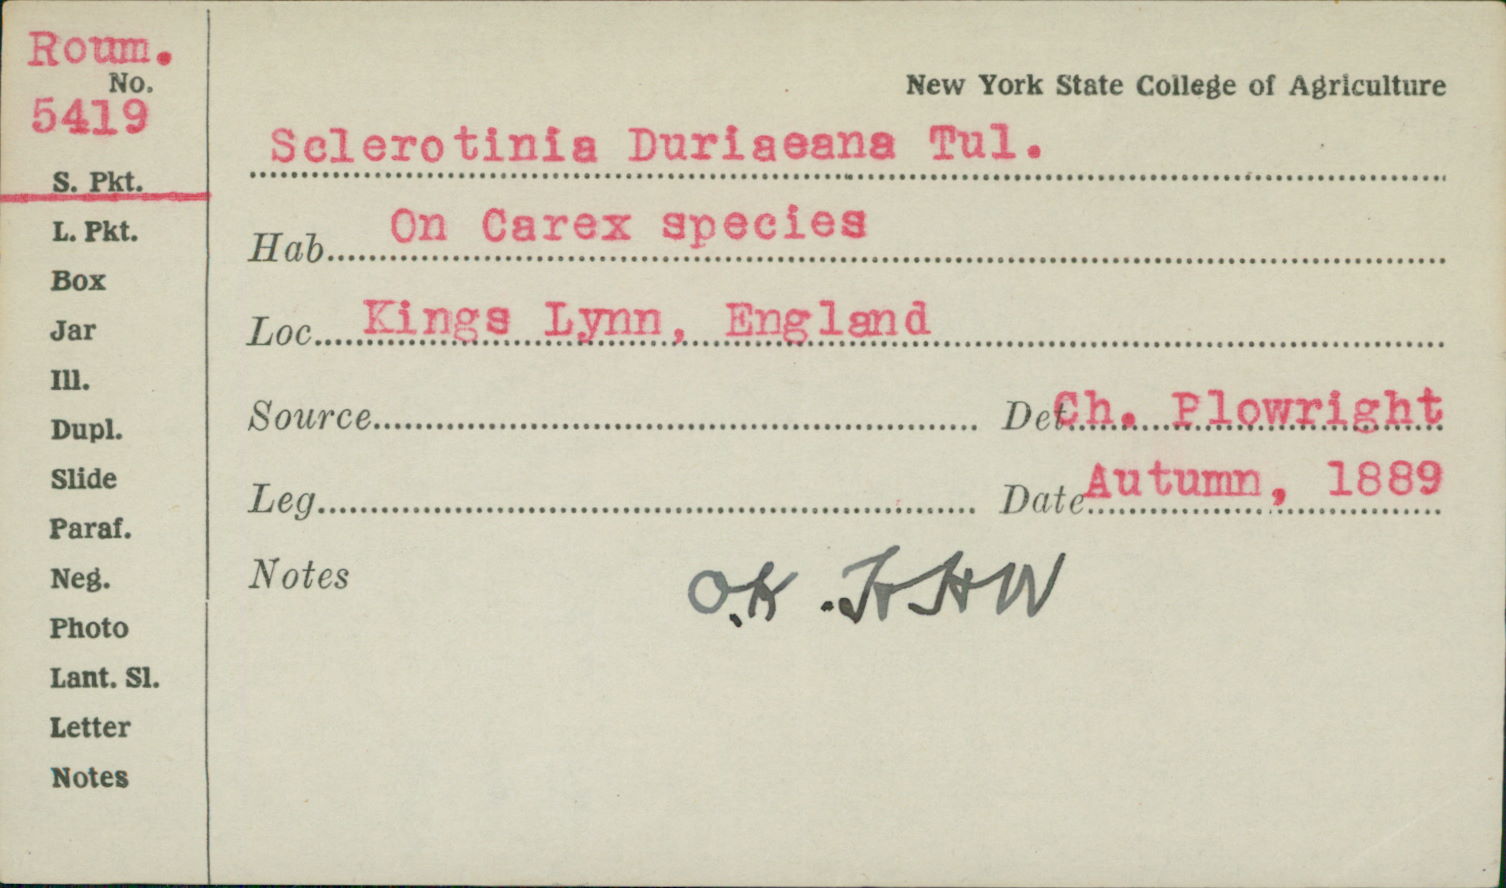 Roum.
No.
5419
S. Pkt.
L. Pkt.
Box
Jar
Ill.
Dupl.
Slide
Paraf.
Neg.
Photo
Lant. Sl.
Letter
Notes
New York State College of Agriculture
Sclerotinia Duriaeana Tul.
Hab. On Carex species
Loc. Kings Lynn, England
Source Det. Ch. Plowright
Leg. Date Autumn, 1889
Notes
O.K. HHW